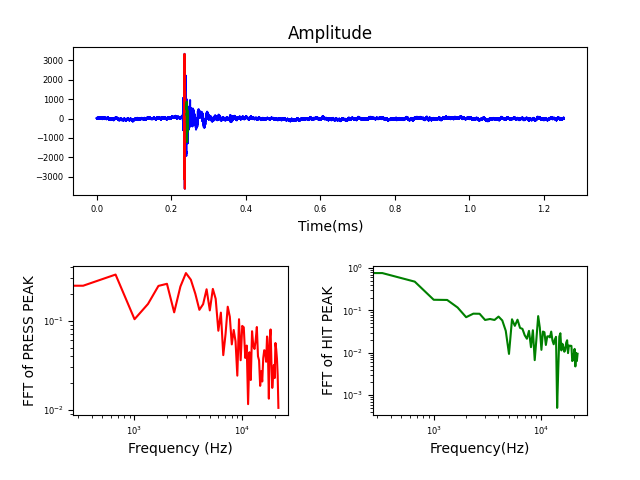 Amplitude
3000
2000
1000
0
−1000
−2000
−3000
0.0 0.2 0.4 0.6 0.8 1.0 1.2
Time(ms)
FFT of PRESS PEAK
10⁻¹
10⁻²
10³ 10⁴
Frequency (Hz)
FFT of HIT PEAK
10⁰
10⁻¹
10⁻²
10⁻³
10³ 10⁴
Frequency(Hz)